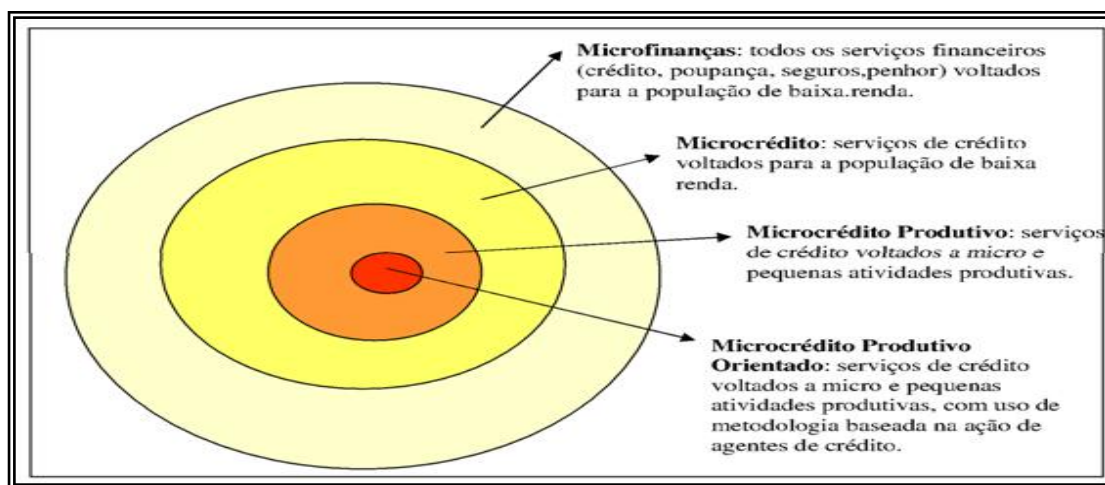 Microfinanças: todos os serviços financeiros
(crédito, poupança, seguros,penhor) voltados
para a população de baixa.renda.
Microcrédito: serviços de crédito
voltados para a população de baixa
renda.
Microcrédito Produtivo: serviços
de crédito voltados a micro e
pequenas atividades produtivas.
Microcrédito Produtivo
Orientado: serviços de crédito
voltados a micro e pequenas
atividades produtivas, com uso de
metodologia baseada na ação de
agentes de crédito.